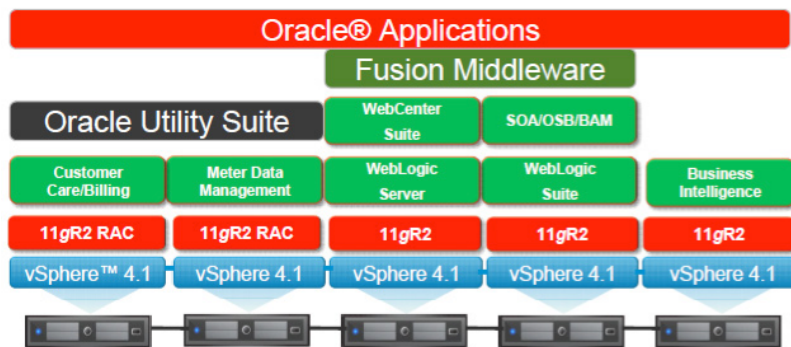 Oracle® Applications
Fusion Middleware
Oracle Utility Suite
WebCenter
Suite
SOA/OSB/BAM
Customer
Care/Billing
Meter Data
Management
WebLogic
Server
WebLogic
Suite
Business
Intelligence
11gR2 RAC
11gR2 RAC
11gR2
11gR2
11gR2
vSphere™ 4.1
vSphere 4.1
vSphere 4.1
vSphere 4.1
vSphere 4.1